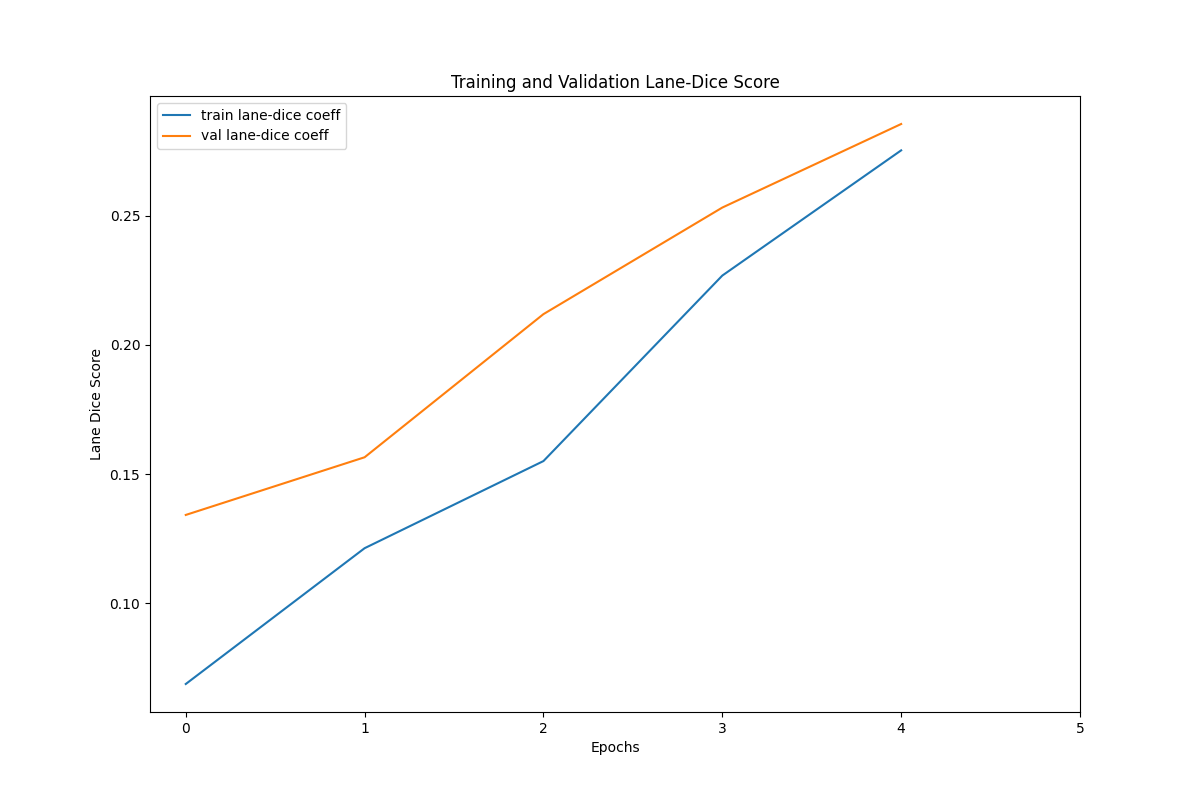 Training and Validation Lane-Dice Score
train lane-dice coeff
val lane-dice coeff
0.25
0.20
0.15
0.10
Lane Dice Score
0 1 2 3 4 5
Epochs